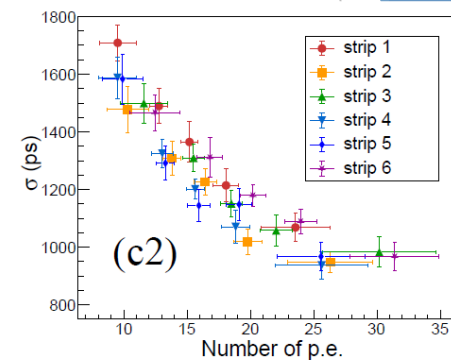 1800
1600
1400
1200
1000
800
σ (ps)
strip 1
strip 2
strip 3
strip 4
strip 5
strip 6
(c2)
10 15 20 25 30 35
Number of p.e.